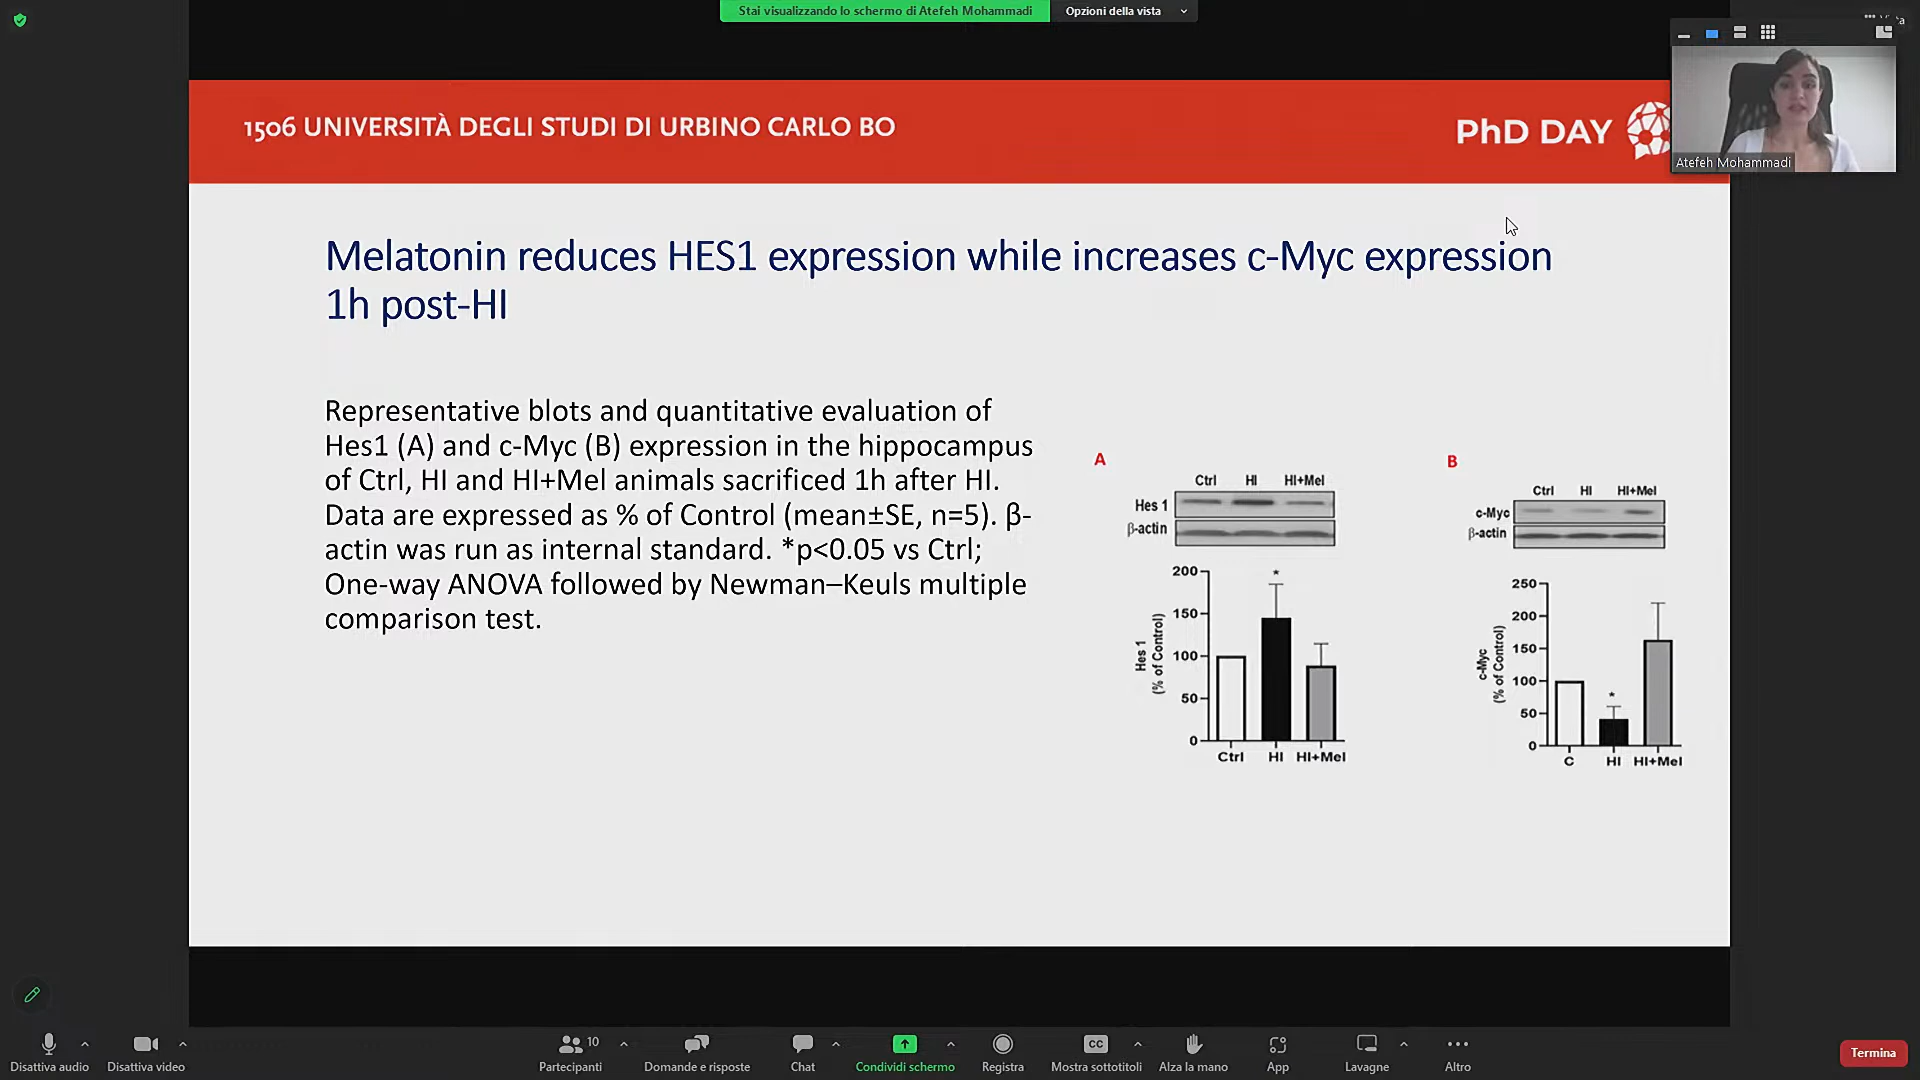 Stai visualizzando lo schermo di Atefeh Mohammadi
Opzioni della vista
1506 UNIVERSITÀ DEGLI STUDI DI URBINO CARLO BO
PhD DAY
Atefeh Mohammadi
Melatonin reduces HES1 expression while increases c-Myc expression
1h post-HI
Representative blots and quantitative evaluation of
Hes1 (A) and c-Myc (B) expression in the hippocampus
of Ctrl, HI and HI+Mel animals sacrificed 1h after HI.
Data are expressed as % of Control (mean±SE, n=5). β-
actin was run as internal standard. *p<0.05 vs Ctrl;
One-way ANOVA followed by Newman–Keuls multiple
comparison test.
A
Ctrl HI HI+Mel
Hes 1
β-actin
200
150
100
50
0
*
Hes 1
(% of Control)
Ctrl HI HI+Mel
B
Ctrl HI HI+Mel
c-Myc
β-actin
250
200
150
100
50
0
*
c-Myc
(% of Control)
C HI HI+Mel
Disattiva audio
Disattiva video
10
Partecipanti
Domande e risposte
Chat
Condividi schermo
Registra
CC
Mostra sottotitoli
Alza la mano
App
Lavagne
Altro
Termina